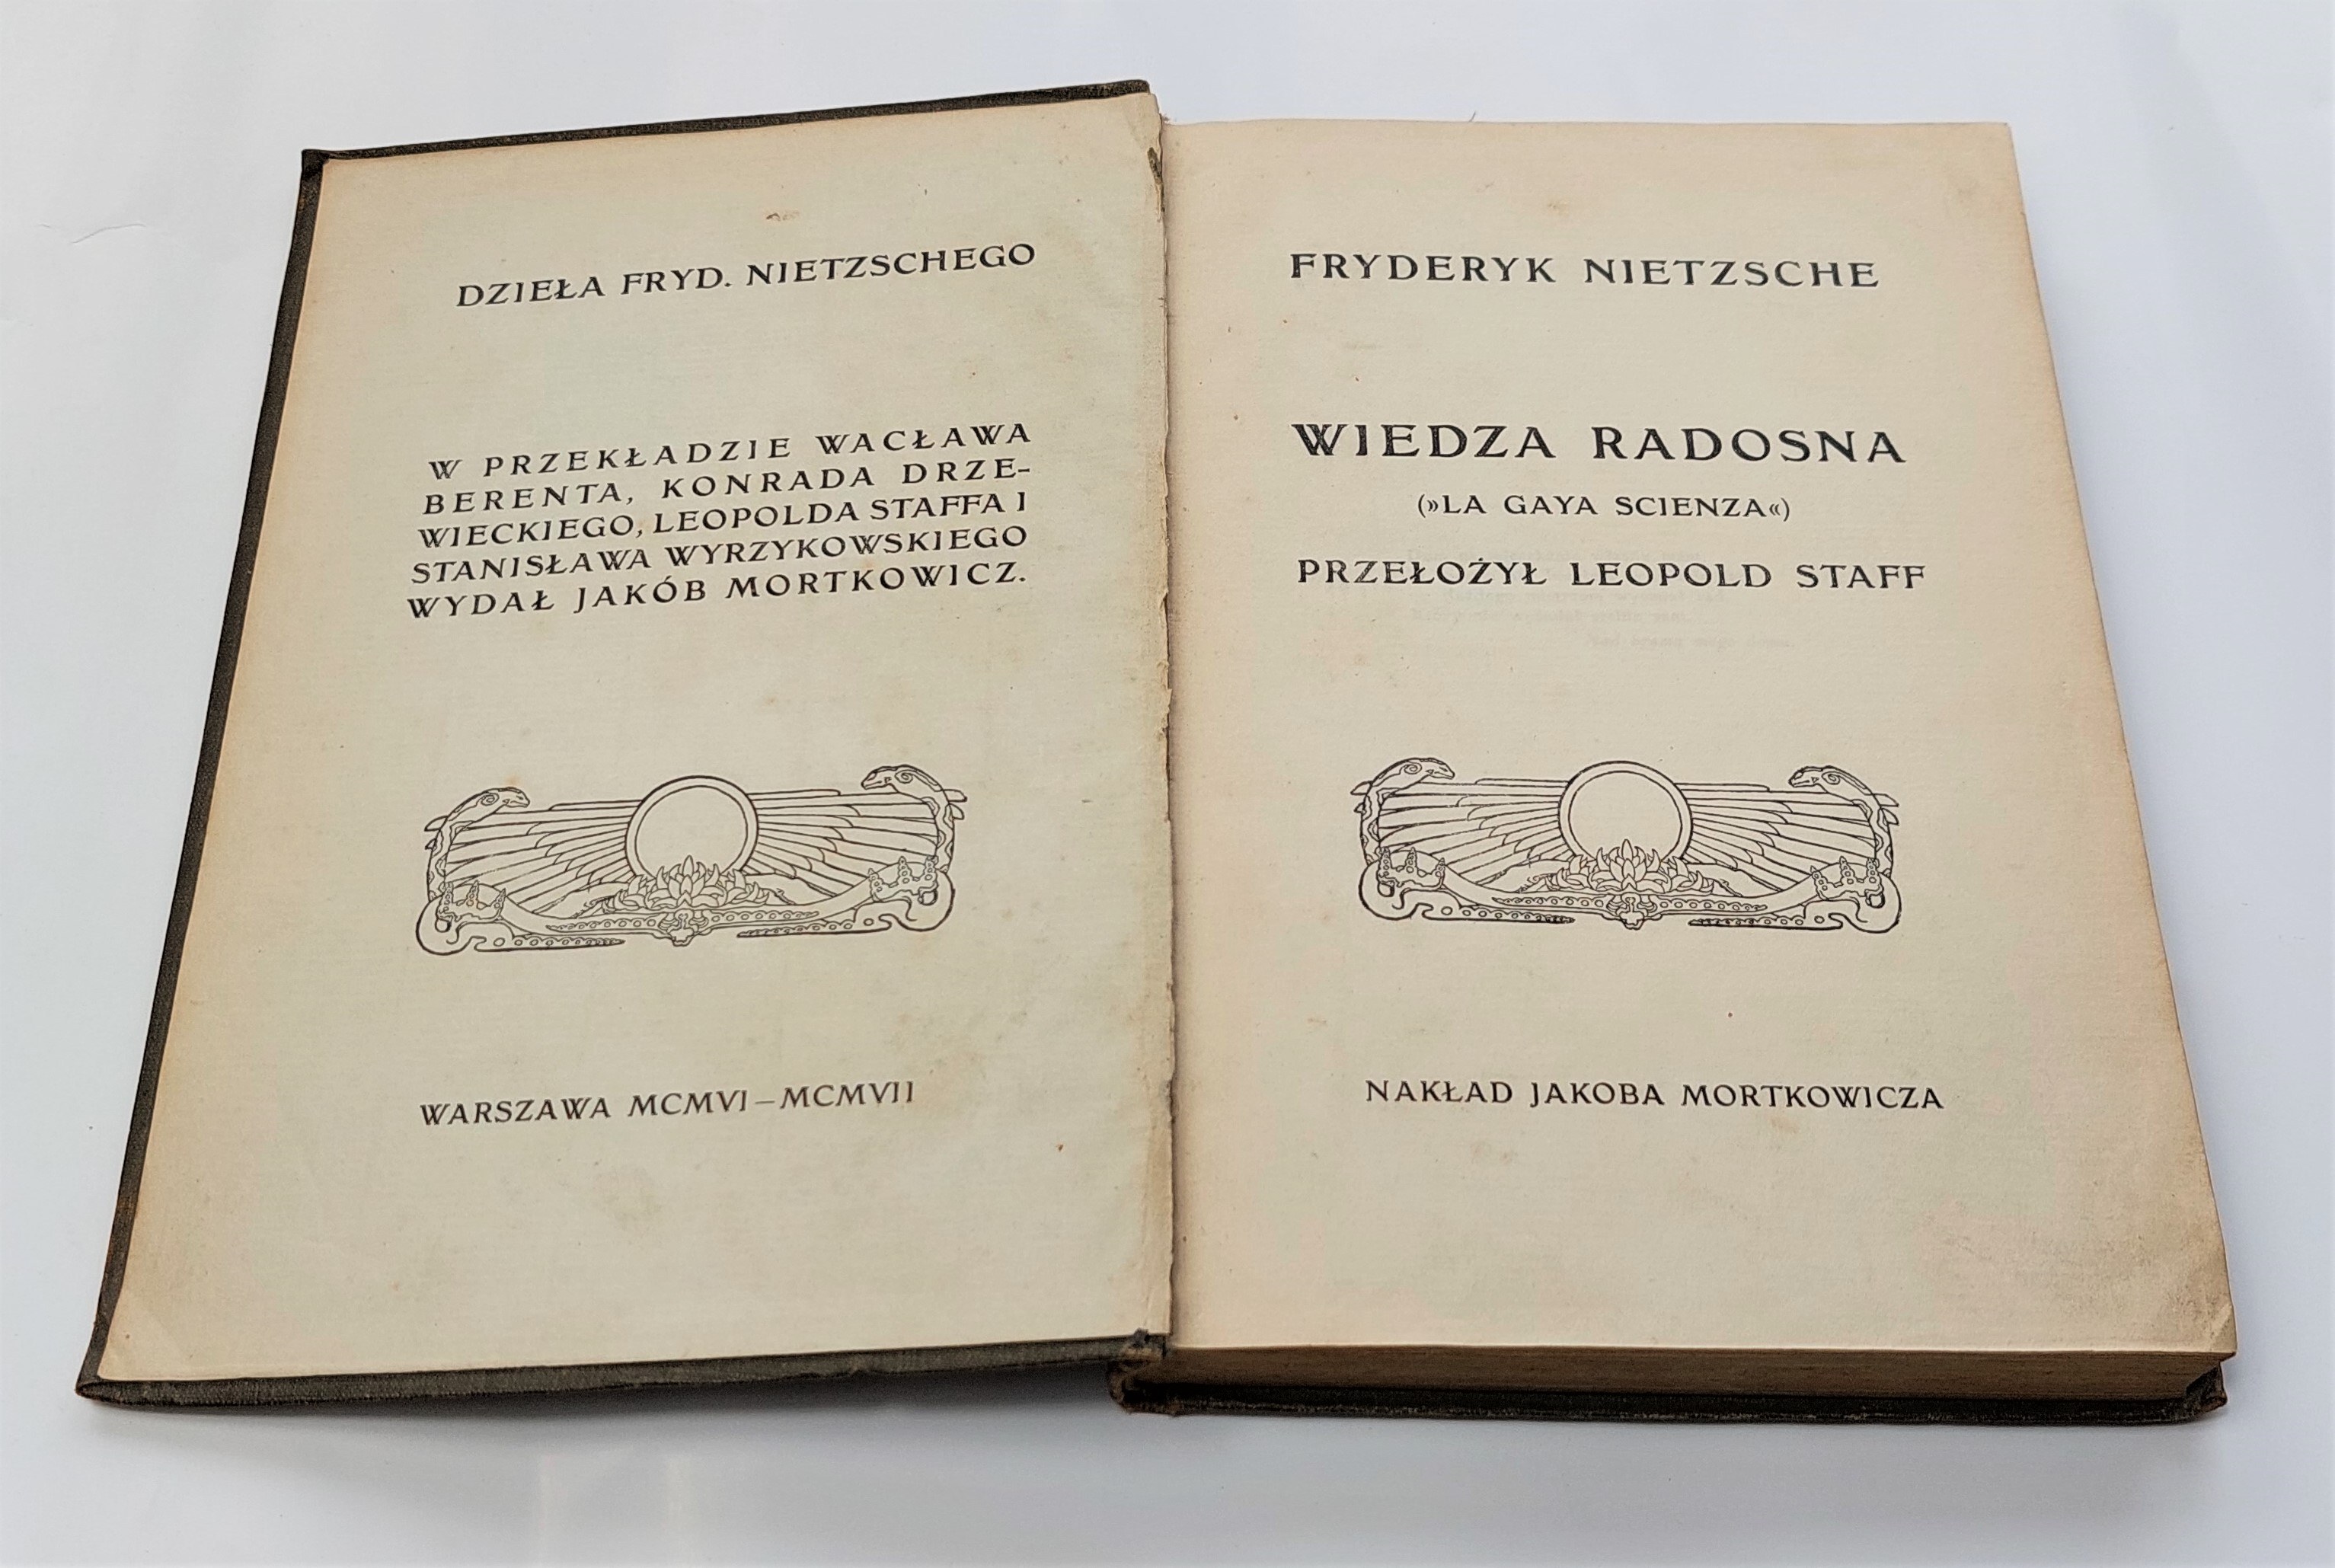 DZIEŁA FRYD. NIETZSCHEGO
W PRZEKŁADZIE WACŁAWA
BERENTA, KONRADA DRZE-
WIECKIEGO, LEOPOLDA STAFFA I
STANISŁAWA WYRZYKOWSKIEGO
WYDAŁ JAKÓB MORTKOWICZ.
WARSZAWA MCMVI—MCMVII
FRYDERYK NIETZSCHE
WIEDZA RADOSNA
(»LA GAYA SCIENZA«)
PRZEŁOŻYŁ LEOPOLD STAFF
NAKŁAD JAKOBA MORTKOWICZA